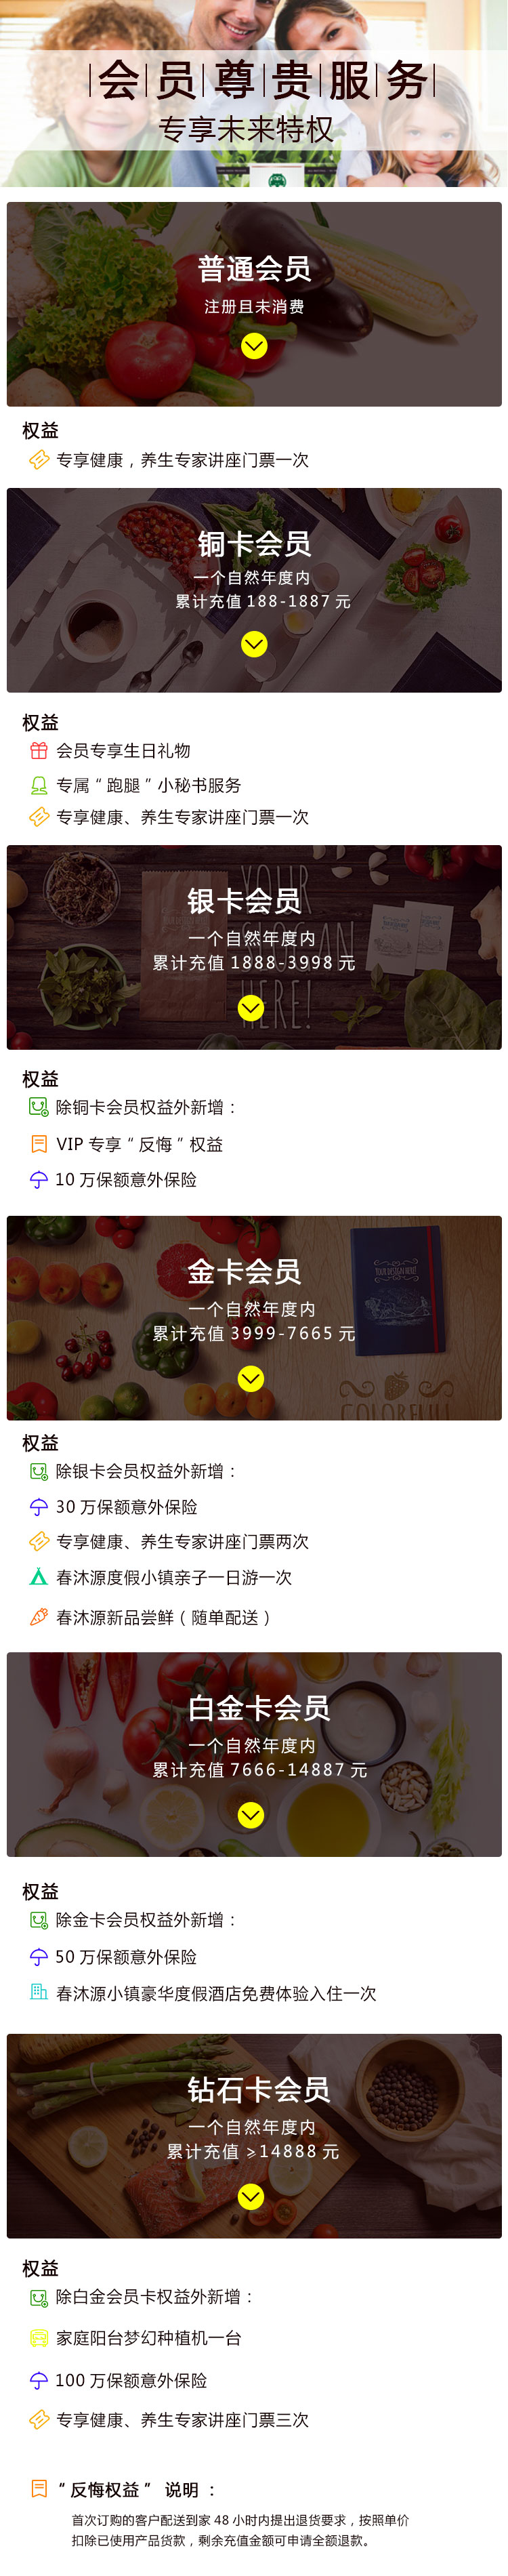 会员尊贵服务
专享未来特权
普通会员
注册且未消费
权益
专享健康，养生专家讲座门票一次
铜卡会员
一个自然年度内
累计充值 188-1887 元
权益
会员专享生日礼物
专属“跑腿”小秘书服务
专享健康、养生专家讲座门票一次
YOUR
SLOGAN
HERE!
银卡会员
一个自然年度内
累计充值 1888-3998 元
权益
除铜卡会员权益外新增：
VIP 专享“反悔”权益
10 万保额意外保险
YOUR DESIGN HERE!
金卡会员
一个自然年度内
累计充值 3999-7665 元
COLORFULL
权益
除银卡会员权益外新增：
30 万保额意外保险
专享健康、养生专家讲座门票两次
春沐源度假小镇亲子一日游一次
春沐源新品尝鲜（随单配送）
白金卡会员
一个自然年度内
累计充值 7666-14887 元
权益
除金卡会员权益外新增：
50 万保额意外保险
春沐源小镇豪华度假酒店免费体验入住一次
钻石卡会员
一个自然年度内
累计充值 ≥14888 元
权益
除白金会员卡权益外新增：
家庭阳台梦幻种植机一台
100 万保额意外保险
专享健康、养生专家讲座门票三次
“反悔权益” 说明 ：
首次订购的客户配送到家 48 小时内提出退货要求，按照单价
扣除已使用产品货款，剩余充值金额可申请全额退款。